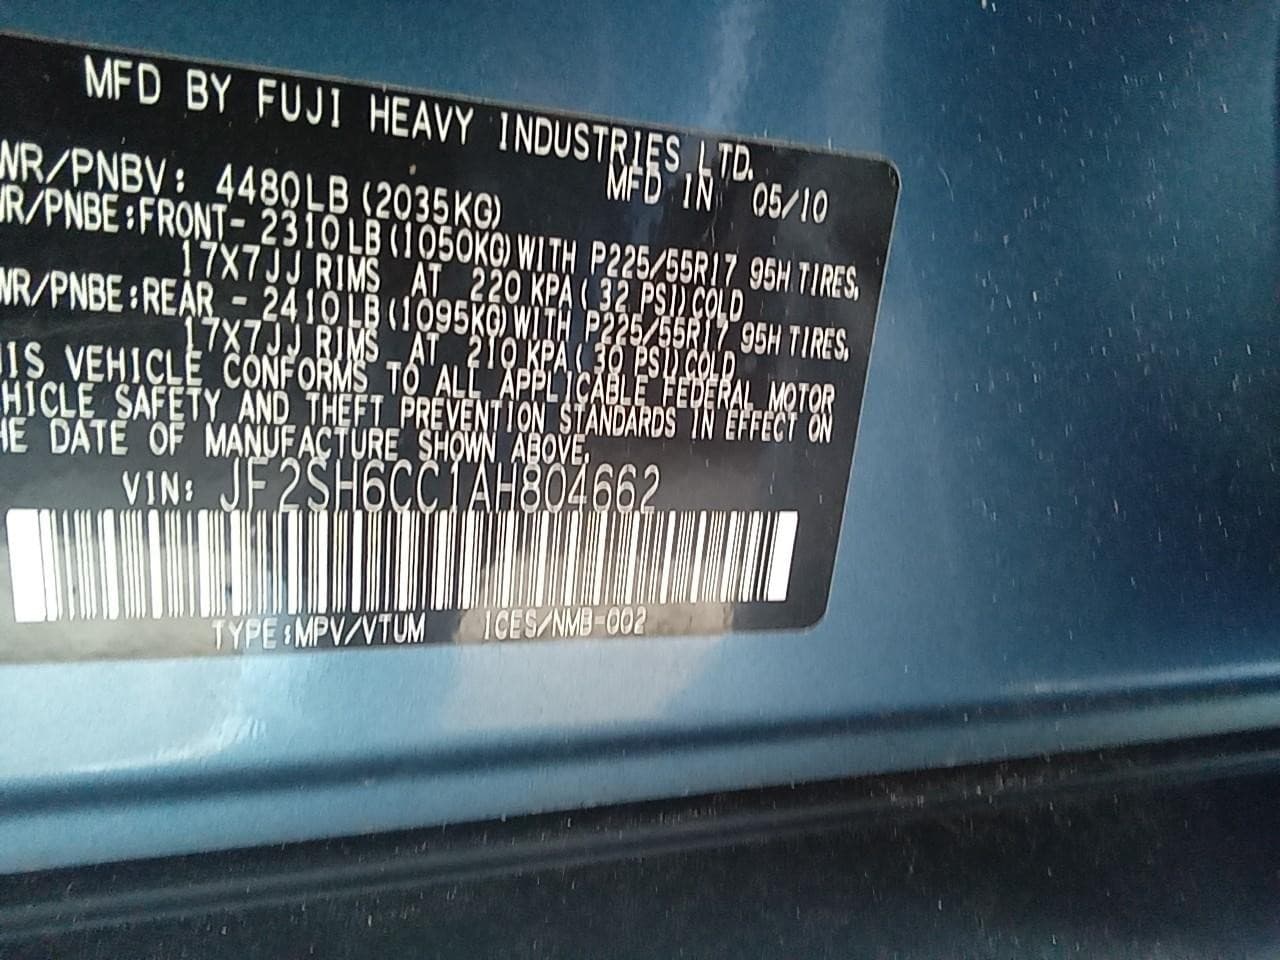 MFD BY FUJI HEAVY INDUSTRIES LTD.
MFD IN 05/10
WR/PNBV: 4480LB (2035KG)
WR/PNBE:FRONT- 2310LB(1050KG)WITH P225/55R17 95H TIRES,
17X7JJ RIMS AT 220 KPA( 32 PSI)COLD
WR/PNBE:REAR - 2410LB(1095KG)WITH P225/55R17 95H TIRES,
17X7JJ RIMS AT 210 KPA( 30 PSI)COLD
HIS VEHICLE CONFORMS TO ALL APPLICABLE FEDERAL MOTOR
HICLE SAFETY AND THEFT PREVENTION STANDARDS IN EFFECT ON
HE DATE OF MANUFACTURE SHOWN ABOVE.
VIN: JF2SH6CC1AH804662
TYPE:MPV/VTUM ICES/NMB-002